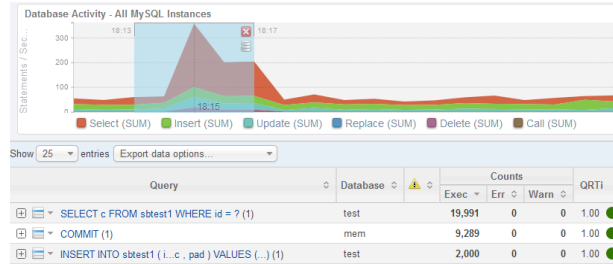 Database Activity - All MySQL Instances
Statements / Sec...
300
200
100
0
18:13
18:17
18:15
Select (SUM) Insert (SUM) Update (SUM) Replace (SUM) Delete (SUM) Call (SUM)
Show 25 entries Export data options...
Query Database Counts QRTi
Exec Err Warn
SELECT c FROM sbtest1 WHERE id = ? (1) test 19,991 0 0 1.00
COMMIT (1) mem 9,289 0 0 1.00
INSERT INTO sbtest1 ( i...c , pad ) VALUES (...) (1) test 2,000 0 0 1.00